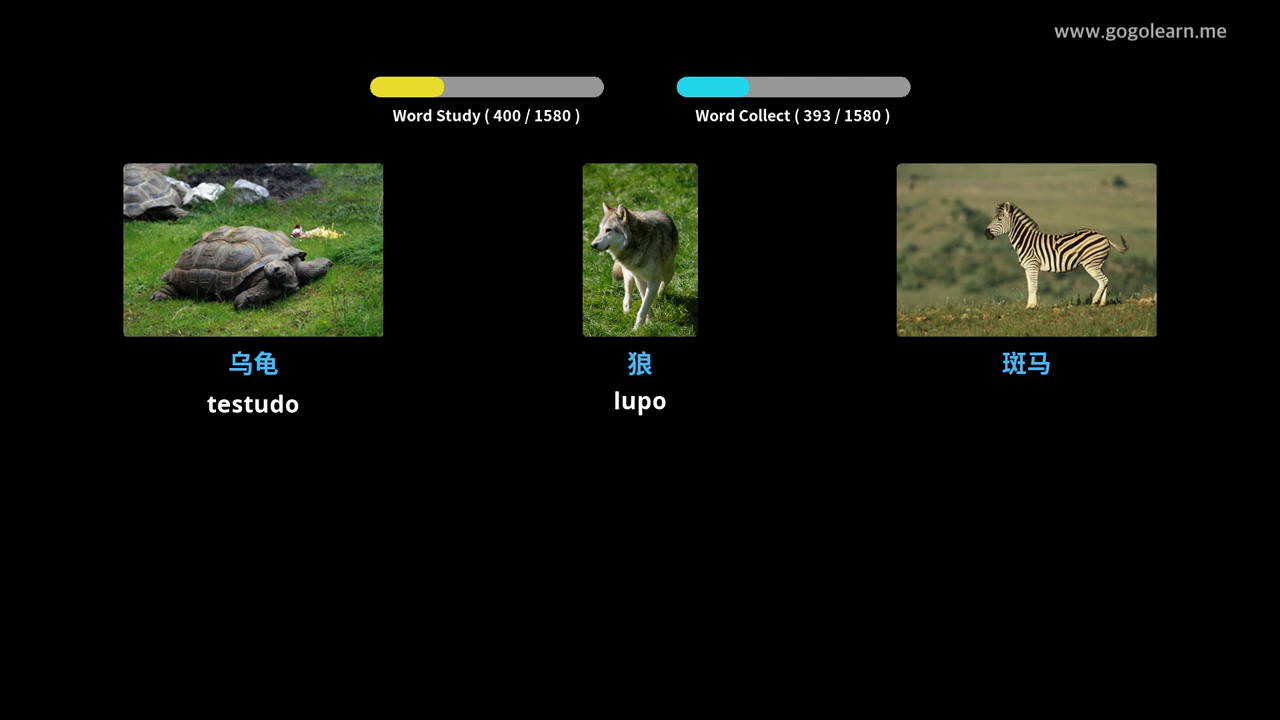 www.gogolearn.me
Word Study ( 400 / 1580 )
Word Collect ( 393 / 1580 )
乌龟
狼
斑马
testudo
lupo